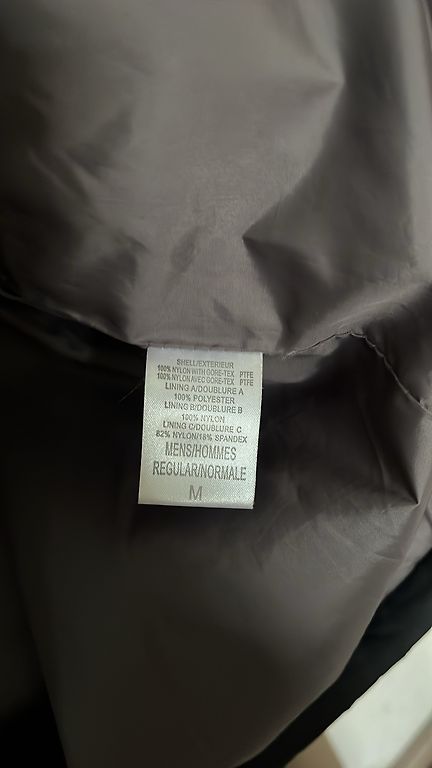 SHELL/EXTERIEUR
100% NYLON WITH GORE-TEX PTFE
100% NYLON AVEC GORE-TEX PTFE
LINING A/DOUBLURE A
100% POLYESTER
LINING B/DOUBLURE B
100% NYLON
LINING C/DOUBLURE C
82% NYLON/18% SPANDEX
MENS/HOMMES
REGULAR/NORMALE
M